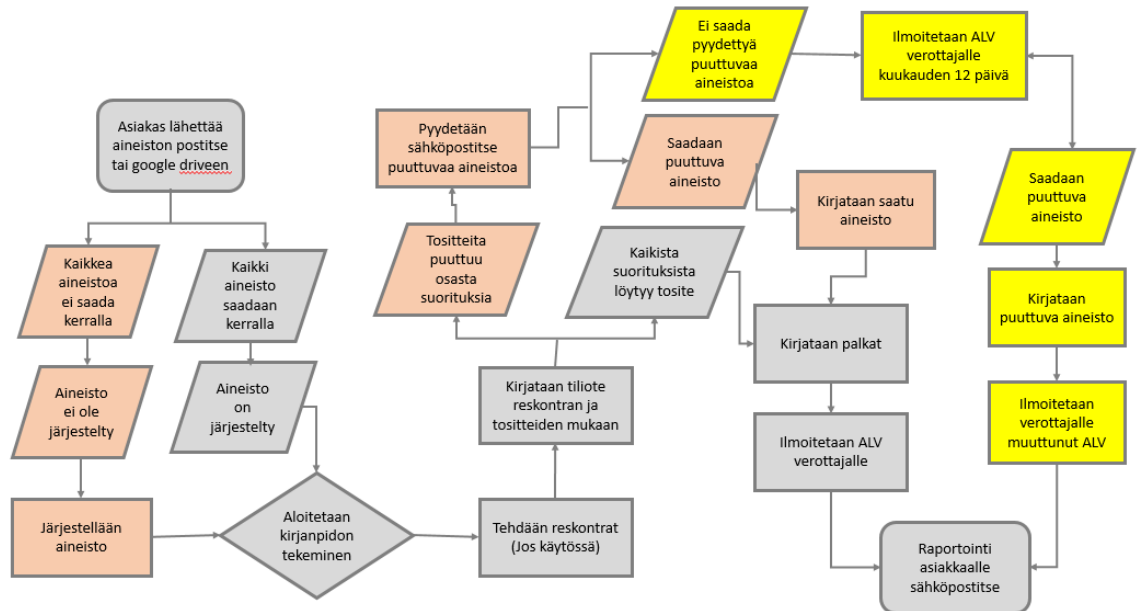 Asiakas lähettää
aineiston postitse
tai google driveen
Kaikkea
aineistoa
ei saada
kerralla
Kaikki
aineisto
saadaan
kerralla
Aineisto
ei ole
järjestelty
Aineisto
on
järjestelty
Järjestellään
aineisto
Aloitetaan
kirjanpidon
tekeminen
Tehdään reskontrat
(Jos käytössä)
Kirjataan tiliote
reskontran ja
tositteiden mukaan
Tositteita
puuttuu
osasta
suorituksia
Kaikista
suorituksista
löytyy tosite
Pyydetään
sähköpostitse
puuttuvaa aineistoa
Ei saada
pyydettyä
puuttuvaa
aineistoa
Saadaan
puuttuva
aineisto
Kirjataan saatu
aineisto
Kirjataan palkat
Ilmoitetaan ALV
verottajalle
Ilmoitetaan ALV
verottajalle
kuukauden 12 päivä
Saadaan
puuttuva
aineisto
Kirjataan
puuttuva aineisto
Ilmoitetaan
verottajalle
muuttunut ALV
Raportointi
asiakkaalle
sähköpostitse